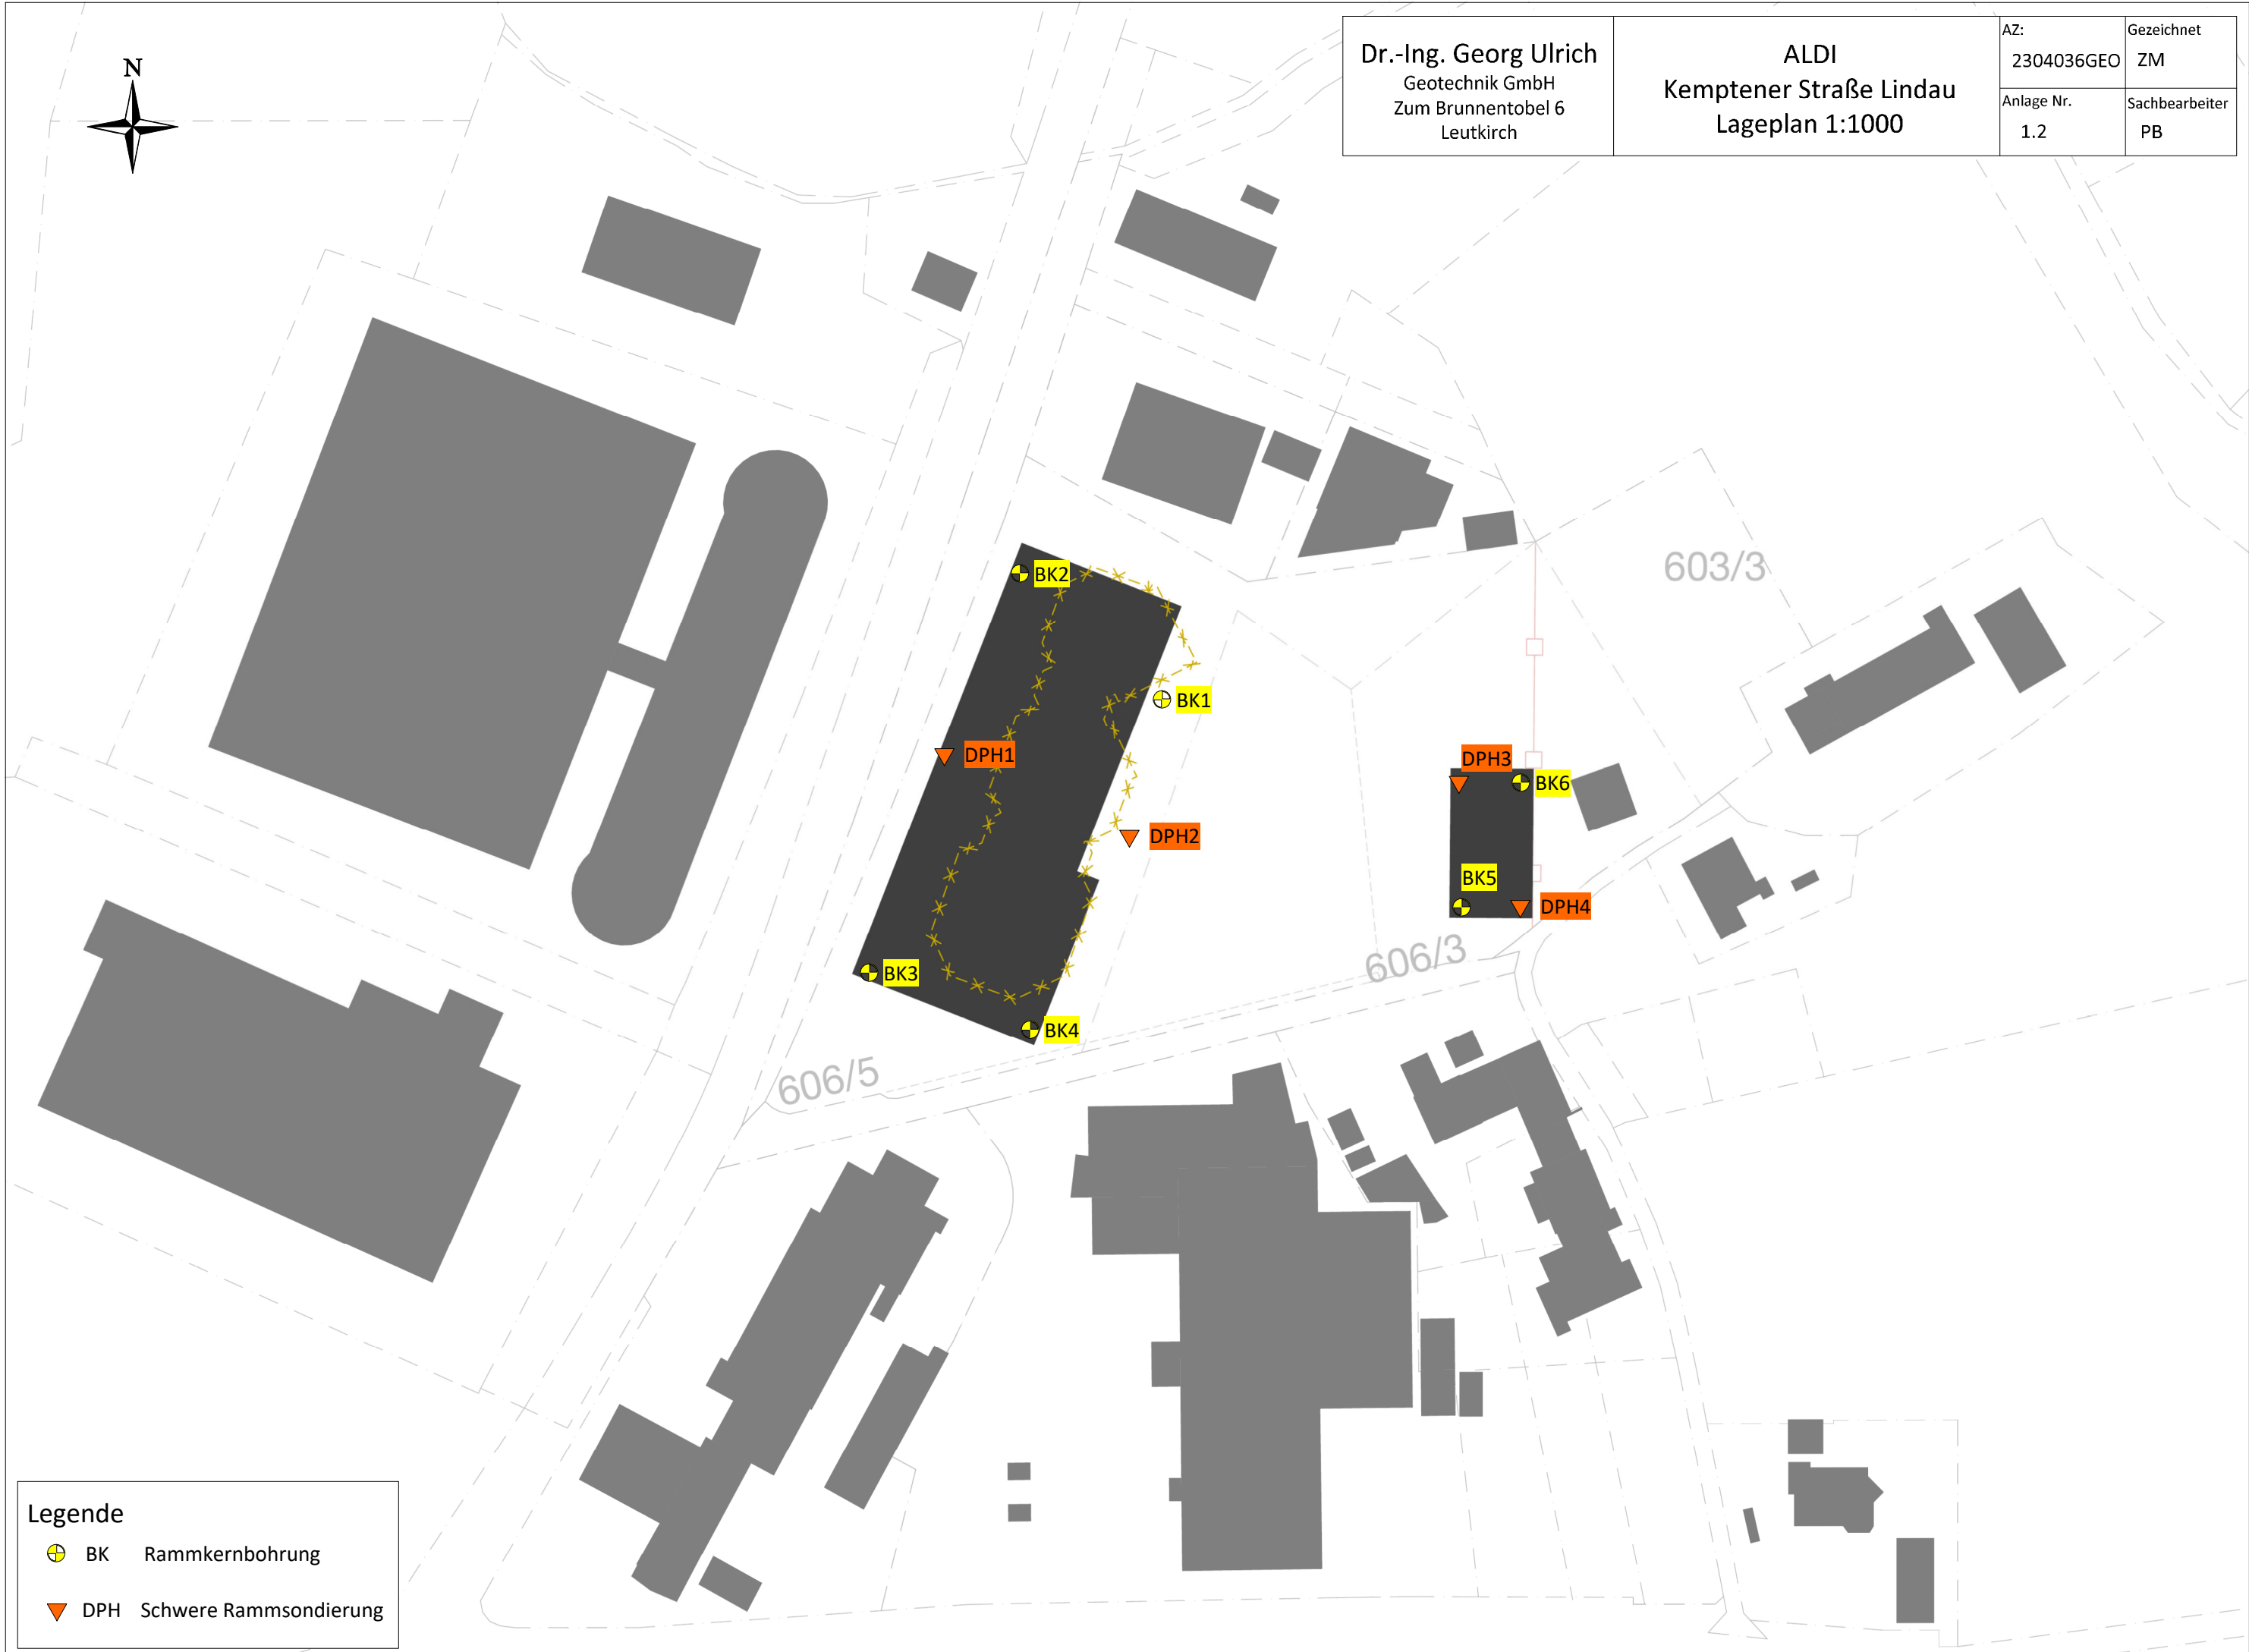 N
Dr.-Ing. Georg Ulrich
Geotechnik GmbH
Zum Brunnentobel 6
Leutkirch
ALDI
Kemptener Straße Lindau
Lageplan 1:1000
AZ:
2304036GEO
Gezeichnet
ZM
Anlage Nr.
1.2
Sachbearbeiter
PB
603/3
BK2
BK1
DPH1
DPH3
BK6
DPH2
BK5
DPH4
606/3
BK3
BK4
606/5
Legende
BK Rammkernbohrung
DPH Schwere Rammsondierung